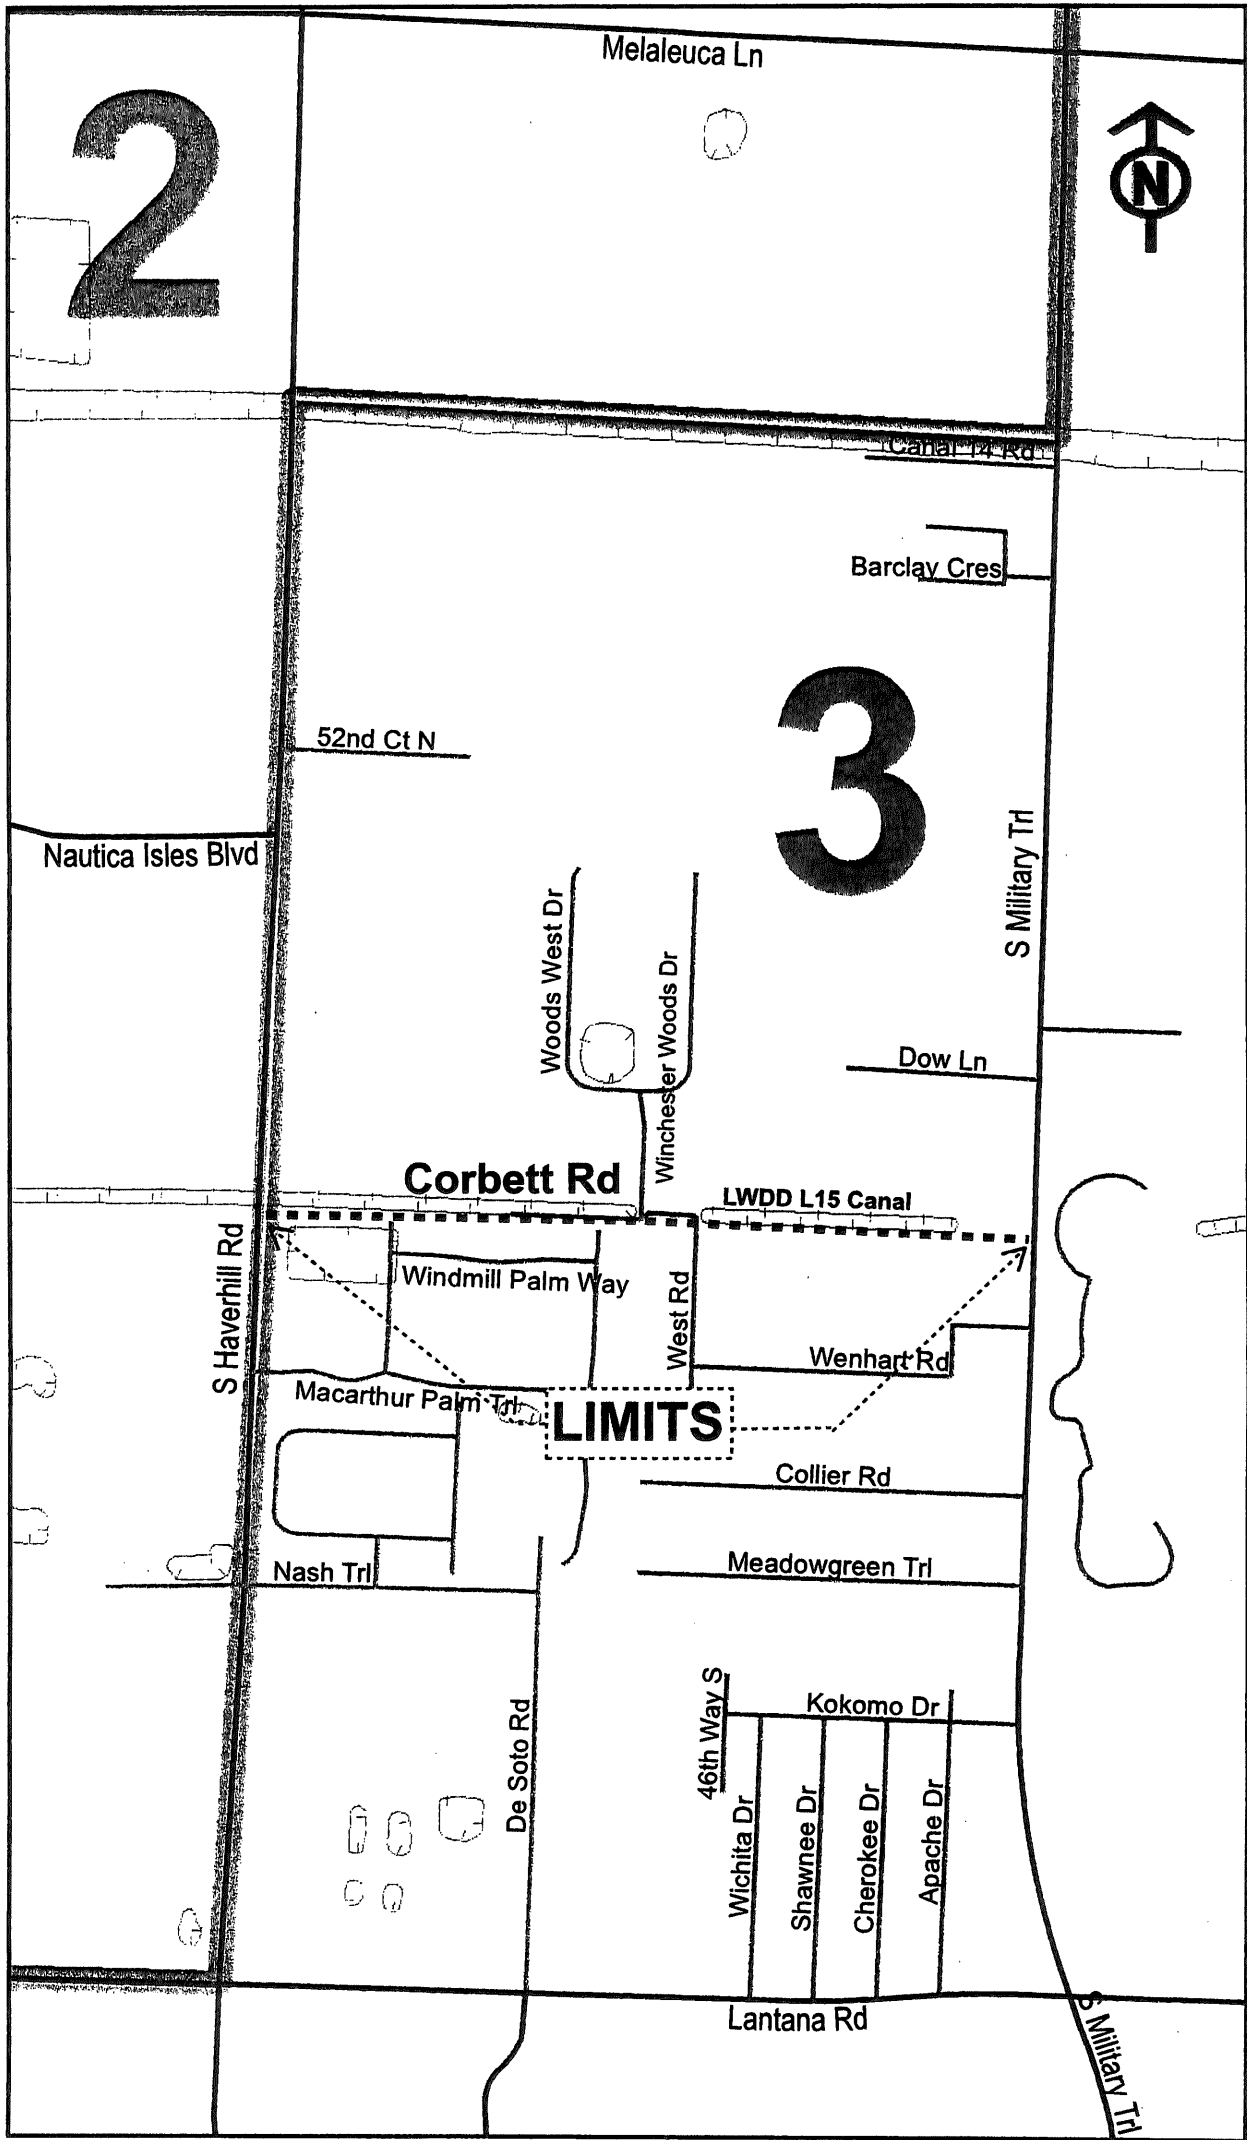 Melaleuca Ln
2
N
Canal 14 Rd
Barclay Cres
3
52nd Ct N
S Military Trl
Nautica Isles Blvd
Woods West Dr
Winchester Woods Dr
Dow Ln
Corbett Rd
LWDD L15 Canal
S Haverhill Rd
Windmill Palm Way
West Rd
Wenhart Rd
Macarthur Palm Trl
LIMITS
Collier Rd
Nash Trl
Meadowgreen Trl
46th Way S
Kokomo Dr
De Soto Rd
Wichita Dr
Shawnee Dr
Cherokee Dr
Apache Dr
Lantana Rd
S Military Trl